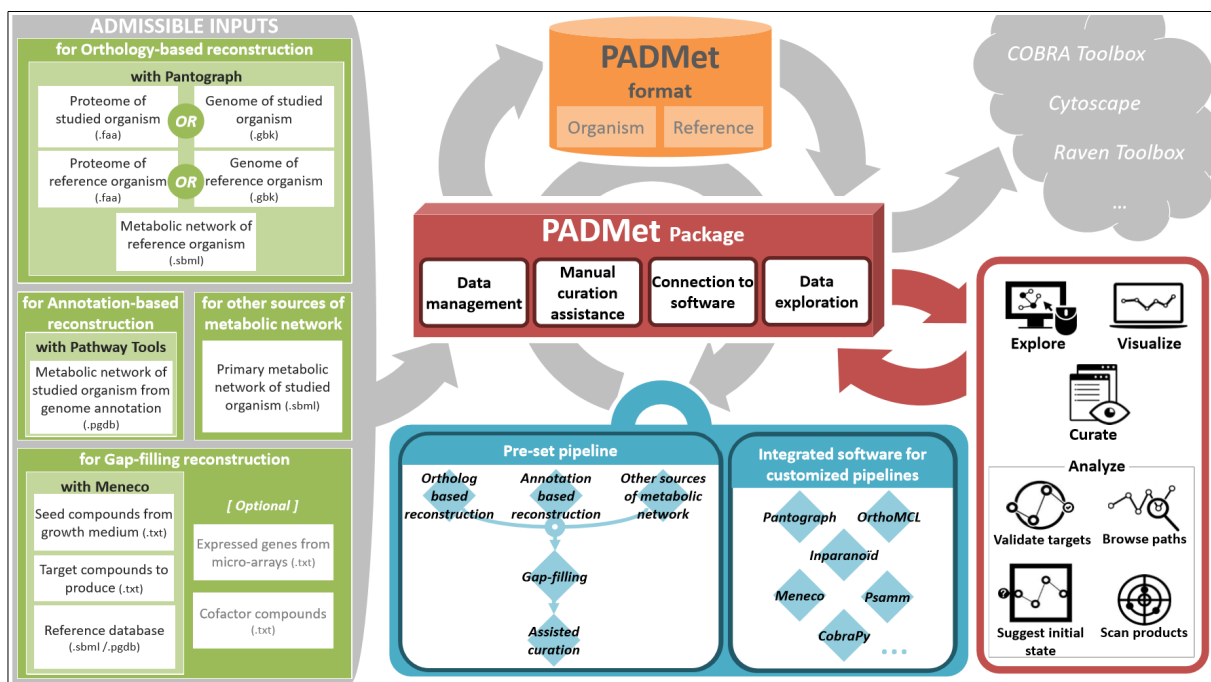 ADMISSIBLE INPUTS
for Orthology-based reconstruction
with Pantograph
Proteome of
studied organism
(.faa)
OR
Genome of studied
organism
(.gbk)
Proteome of
reference organism
(.faa)
OR
Genome of
reference organism
(.gbk)
Metabolic network of
reference organism
(.sbml)
for Annotation-based
reconstruction
with Pathway Tools
Metabolic network of
studied organism from
genome annotation
(.pgdb)
for other sources of
metabolic network
Primary metabolic
network of studied
organism (.sbml)
for Gap-filling reconstruction
with Meneco
Seed compounds from
growth medium (.txt)
Target compounds to
produce (.txt)
Reference database
(.sbml /.pgdb)
[ Optional ]
Expressed genes from
micro-arrays (.txt)
Cofactor compounds
(.txt)
PADMet
format
Organism
Reference
PADMet Package
Data
management
Manual
curation
assistance
Connection to
software
Data
exploration
Pre-set pipeline
Ortholog
based
reconstruction
Annotation
based
reconstruction
Other sources
of metabolic
network
Gap-filling
Assisted
curation
Integrated software for
customized pipelines
Pantograph
OrthoMCL
Inparanoïd
Meneco
Psamm
CobraPy
...
COBRA Toolbox
Cytoscape
Raven Toolbox
...
Explore
Visualize
Curate
Analyze
Validate targets
Browse paths
?
Suggest initial
state
Scan products